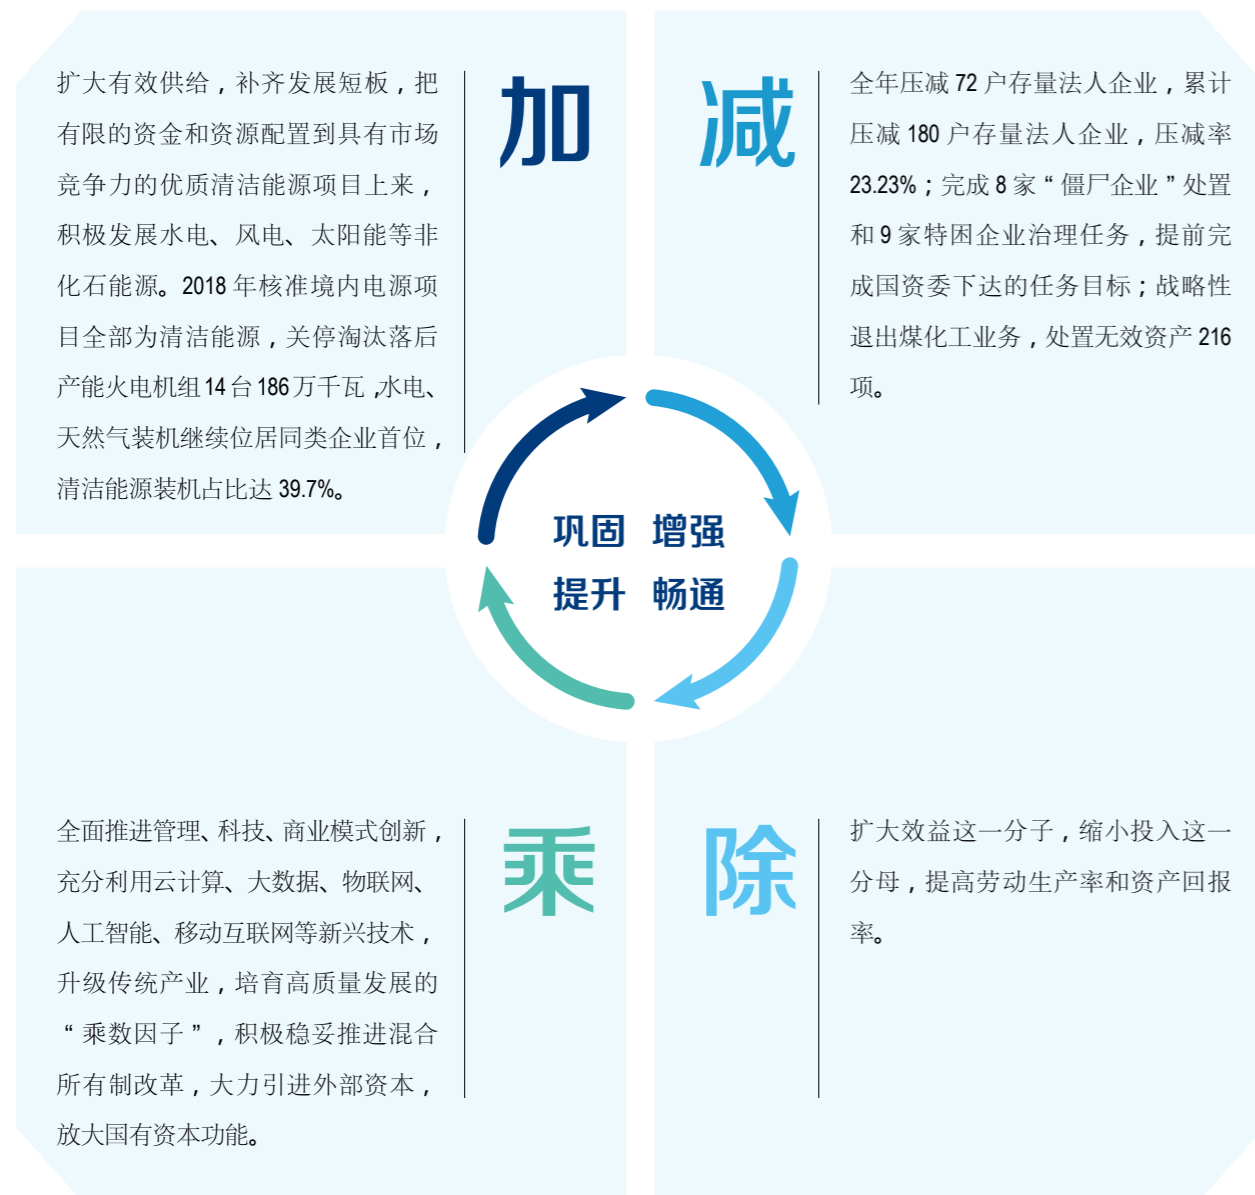 扩大有效供给，补齐发展短板，把
有限的资金和资源配置到具有市场
竞争力的优质清洁能源项目上来，
积极发展水电、风电、太阳能等非
化石能源。2018 年核准境内电源项
目全部为清洁能源，关停淘汰落后
产能火电机组 14 台 186 万千瓦，水电、
天然气装机继续位居同类企业首位，
清洁能源装机占比达 39.7%。
加
减
全年压减 72 户存量法人企业，累计
压减 180 户存量法人企业，压减率
23.23%；完成 8 家“僵尸企业”处置
和 9 家特困企业治理任务，提前完
成国资委下达的任务目标；战略性
退出煤化工业务，处置无效资产 216
项。
巩固 增强
提升 畅通
全面推进管理、科技、商业模式创新，
充分利用云计算、大数据、物联网、
人工智能、移动互联网等新兴技术，
升级传统产业，培育高质量发展的
“乘数因子”，积极稳妥推进混合
所有制改革，大力引进外部资本，
放大国有资本功能。
乘
除
扩大效益这一分子，缩小投入这一
分母，提高劳动生产率和资产回报
率。